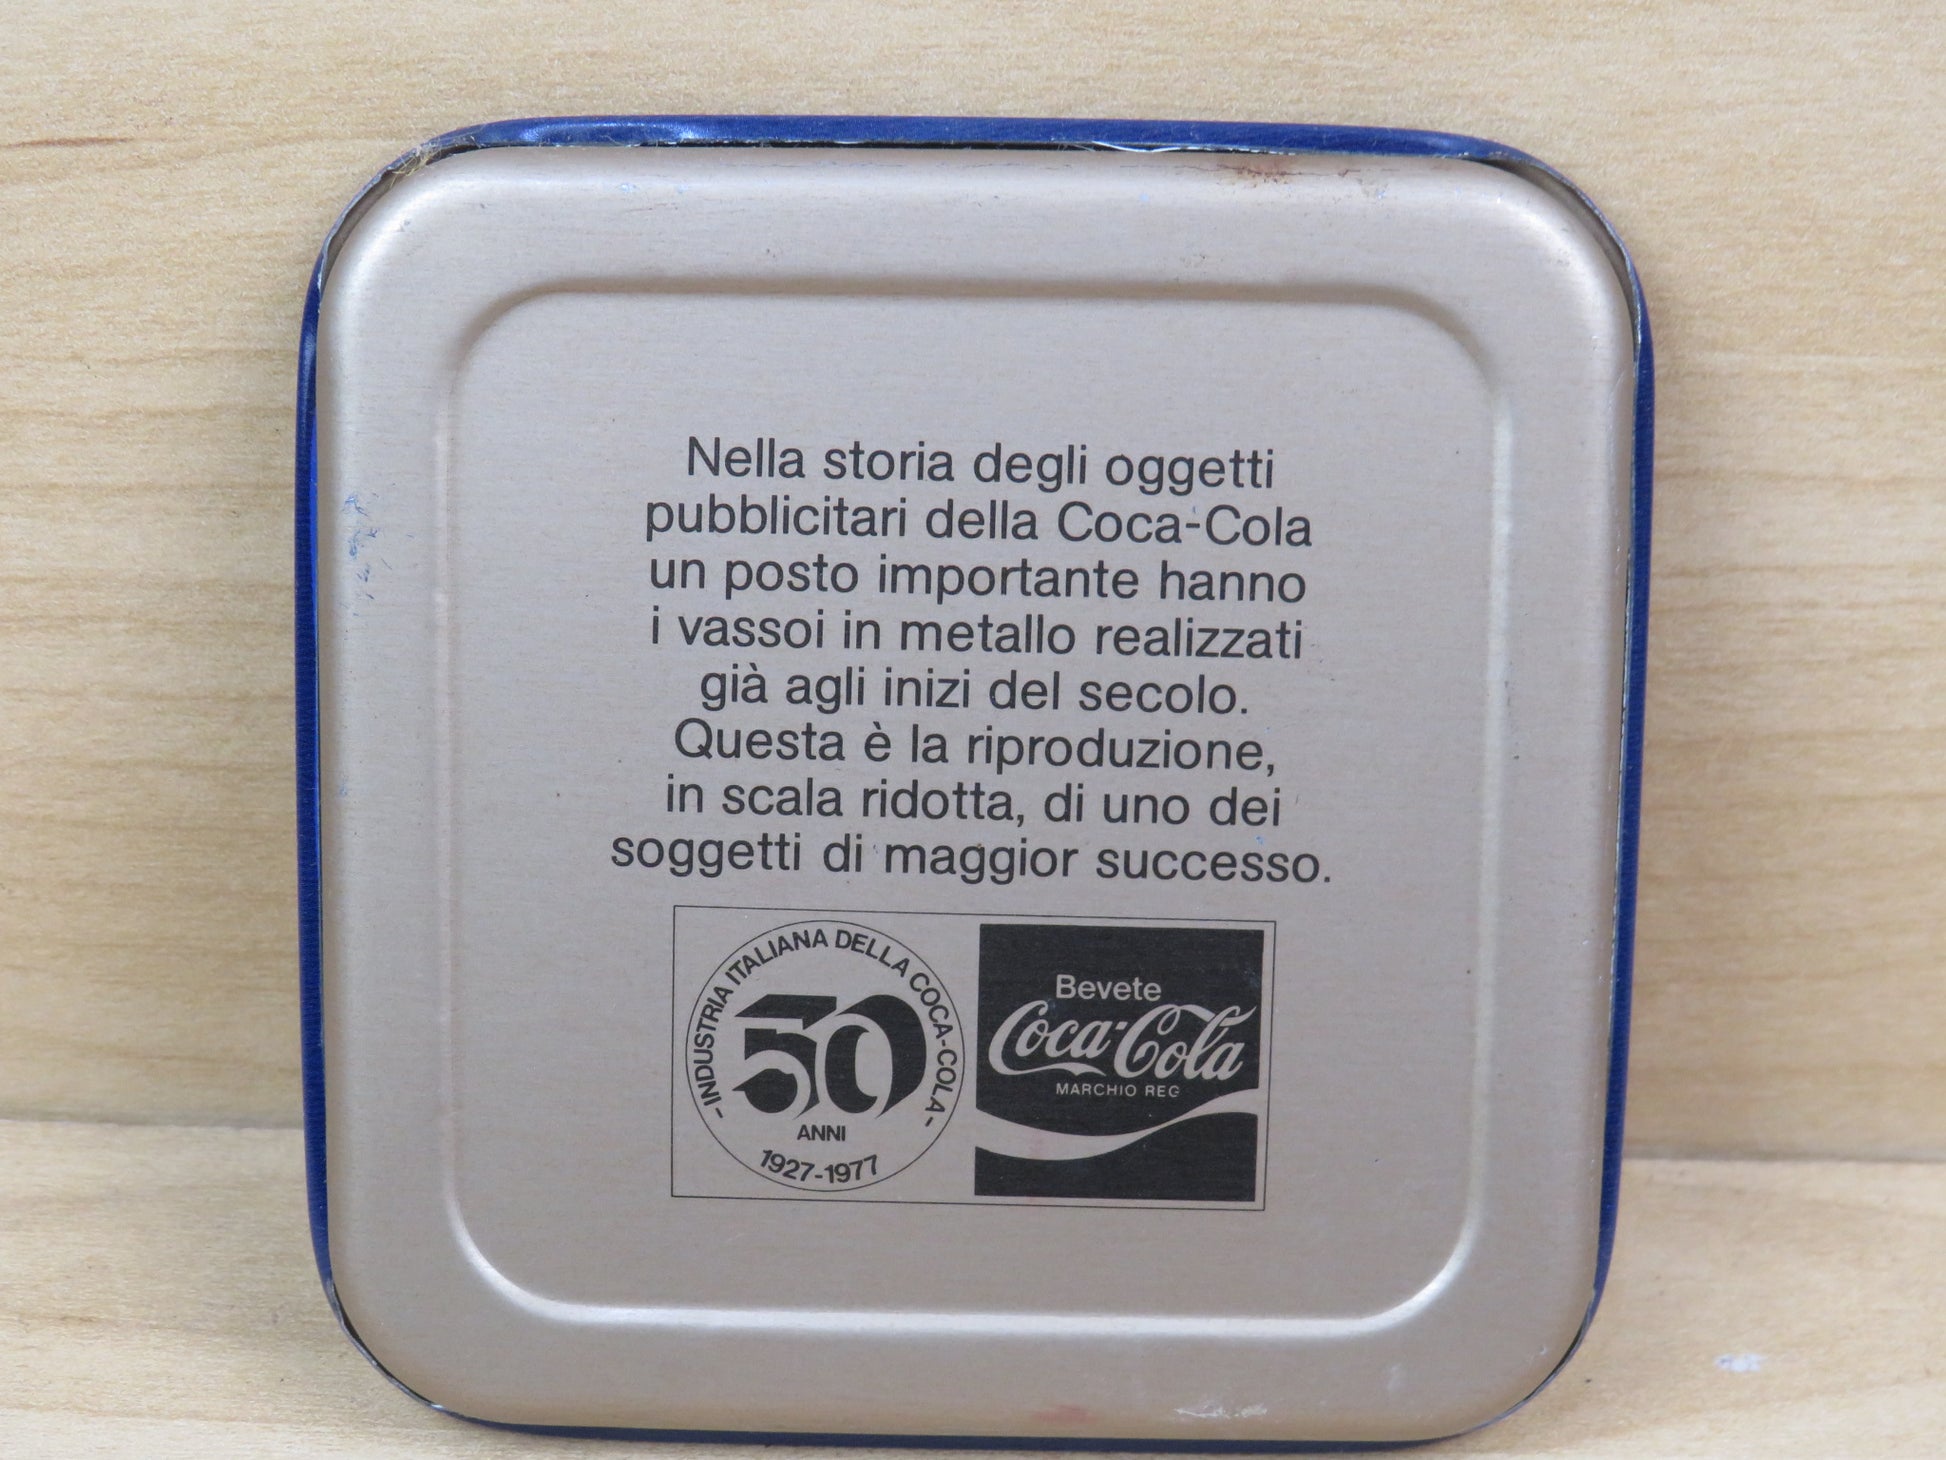 Nella storia degli oggetti
pubblicitari della Coca-Cola
un posto importante hanno
i vassoi in metallo realizzati
già agli inizi del secolo.
Questa è la riproduzione,
in scala ridotta, di uno dei
soggetti di maggior successo.
- INDUSTRIA ITALIANA DELLA COCA-COLA -
50
ANNI
1927-1977
Bevete
Coca-Cola
MARCHIO REG